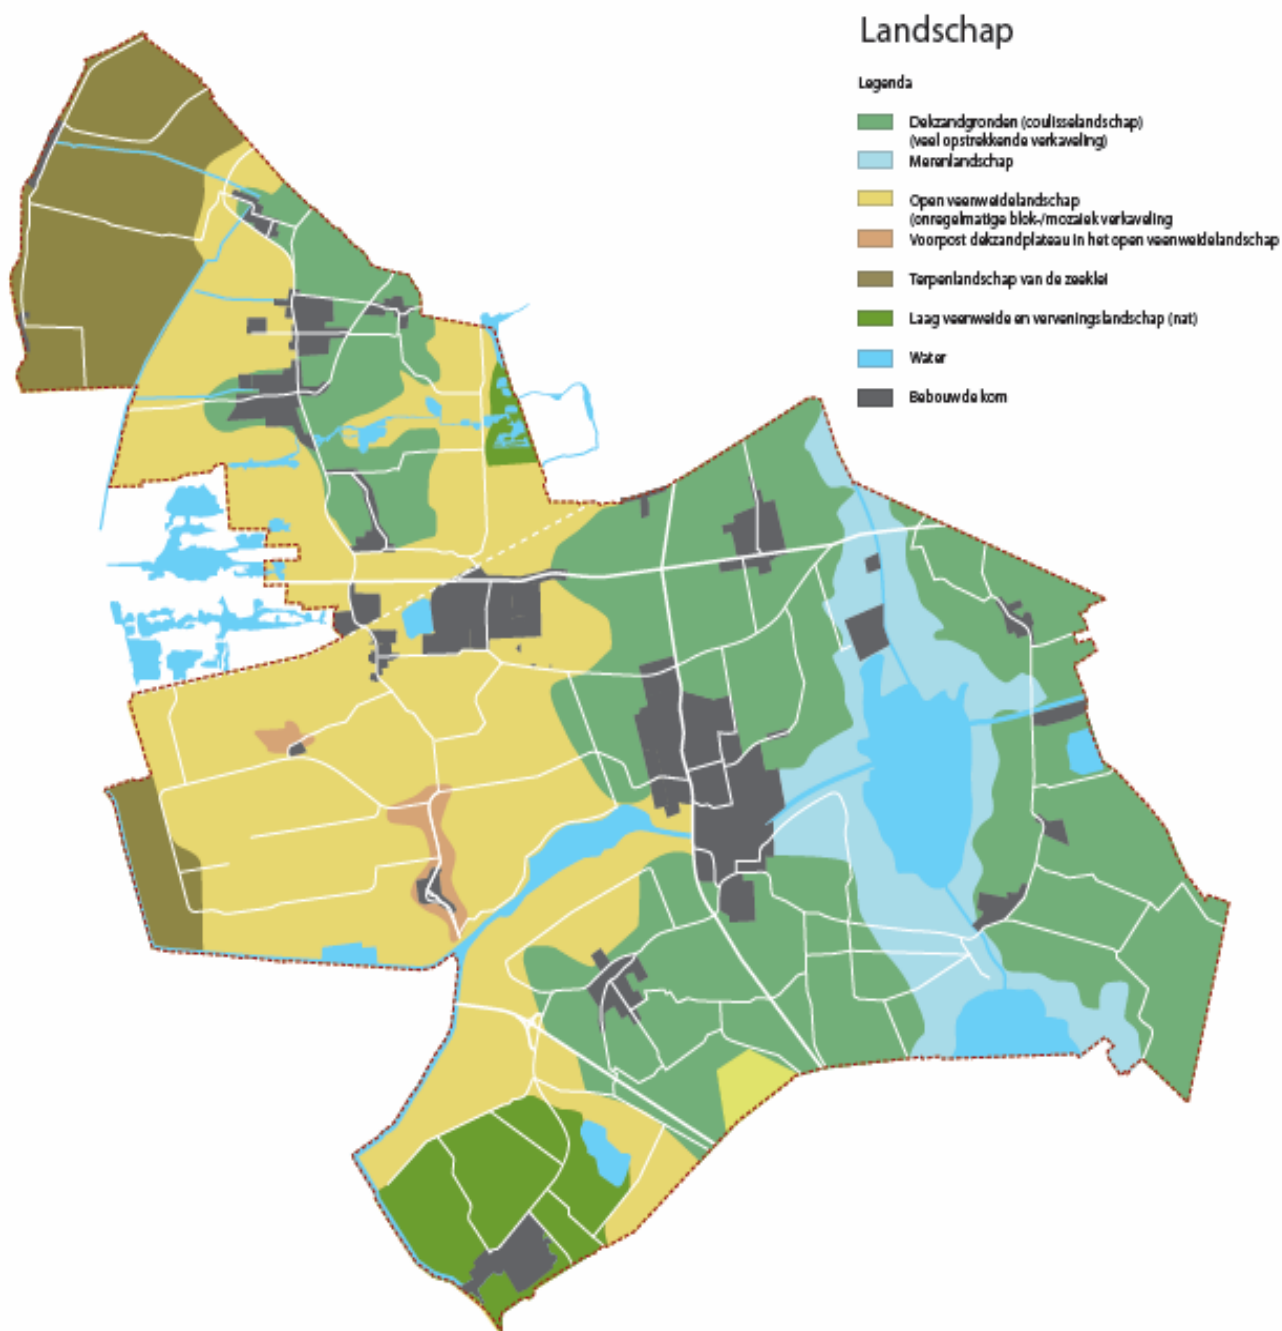 Landschap
Legenda
Dekzandgronden (coulisselandschap)
(veel opstrekkende verkaveling)
Merenlandschap
Open veenweidelandschap
(onregelmatige blok-/mozaiek verkaveling
Voorpost dekzandplateau in het open veenweidelandschap
Terpenlandschap van de zeeklei
Laag veenweide en verveningslandschap (nat)
Water
Bebouwde kom